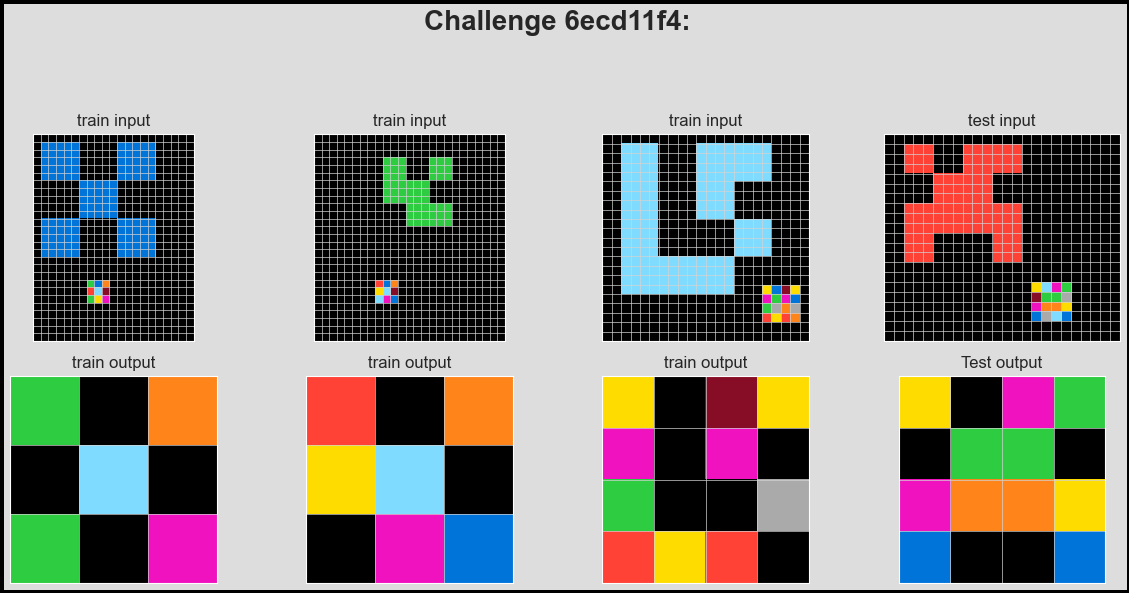 Challenge 6ecd11f4:
train input
train input
train input
test input
train output
train output
train output
Test output